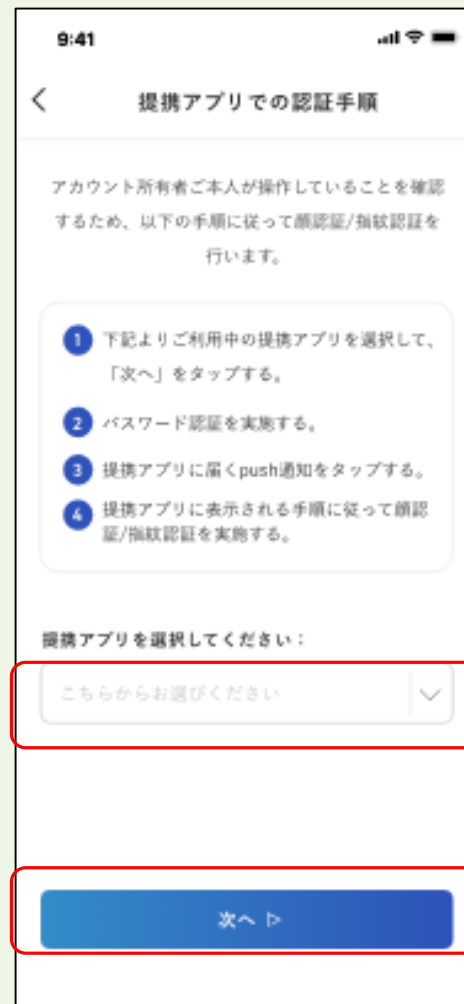 9:41
提携アプリでの認証手順
アカウント所有者ご本人が操作していることを確認
するため、以下の手順に従って顔認証/指紋認証を
行います。
1 下記よりご利用中の提携アプリを選択して、
「次へ」をタップする。
2 パスワード認証を実施する。
3 提携アプリに届くpush通知をタップする。
4 提携アプリに表示される手順に従って顔認
証/指紋認証を実施する。
提携アプリを選択してください：
こちらからお選びください
次へ ▷